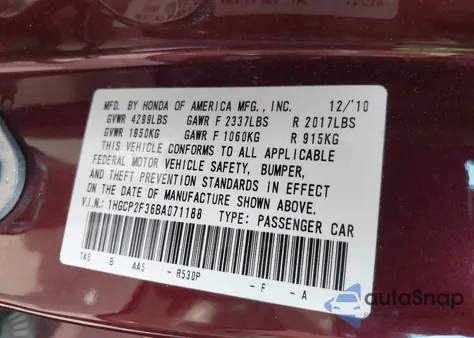 MFD. BY HONDA OF AMERICA MFG., INC. 12/'10
GVWR 4299LBS GAWR F 2337LBS R 2017LBS
GVWR 1950KG GAWR F 1060KG R 915KG
THIS VEHICLE CONFORMS TO ALL APPLICABLE
FEDERAL MOTOR VEHICLE SAFETY, BUMPER,
AND THEFT PREVENTION STANDARDS IN EFFECT
ON THE DATE OF MANUFACTURE SHOWN ABOVE.
V.I.N.: 1HGCP2F36BA071188 TYPE: PASSENGER CAR
TA5 B AA5 - R530P - F - A
autoSnap